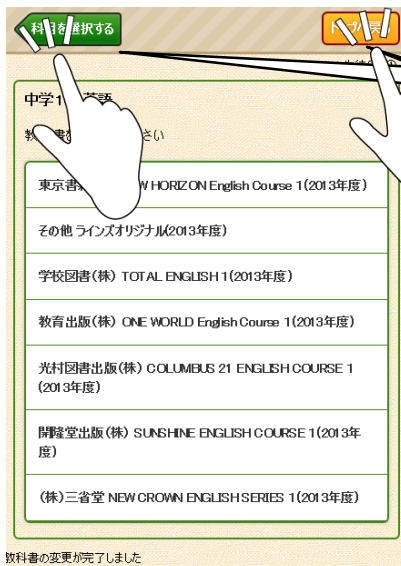 科目を選択する
中学1 英語
さい
東京書 W HORIZON English Course 1(2013年度)
その他 ラインズオリジナル(2013年度)
学校図書(株) TOTAL ENGLISH 1(2013年度)
教育出版(株) ONE WORLD English Course 1(2013年度)
光村図書出版(株) COLUMBUS 21 ENGLISH COURSE 1
(2013年度)
開隆堂出版(株) SUNSHINE ENGLISH COURSE 1(2013年
度)
(株)三省堂 NEW CROWN ENGLISH SERIES 1(2013年度)
教科書の変更が完了しました